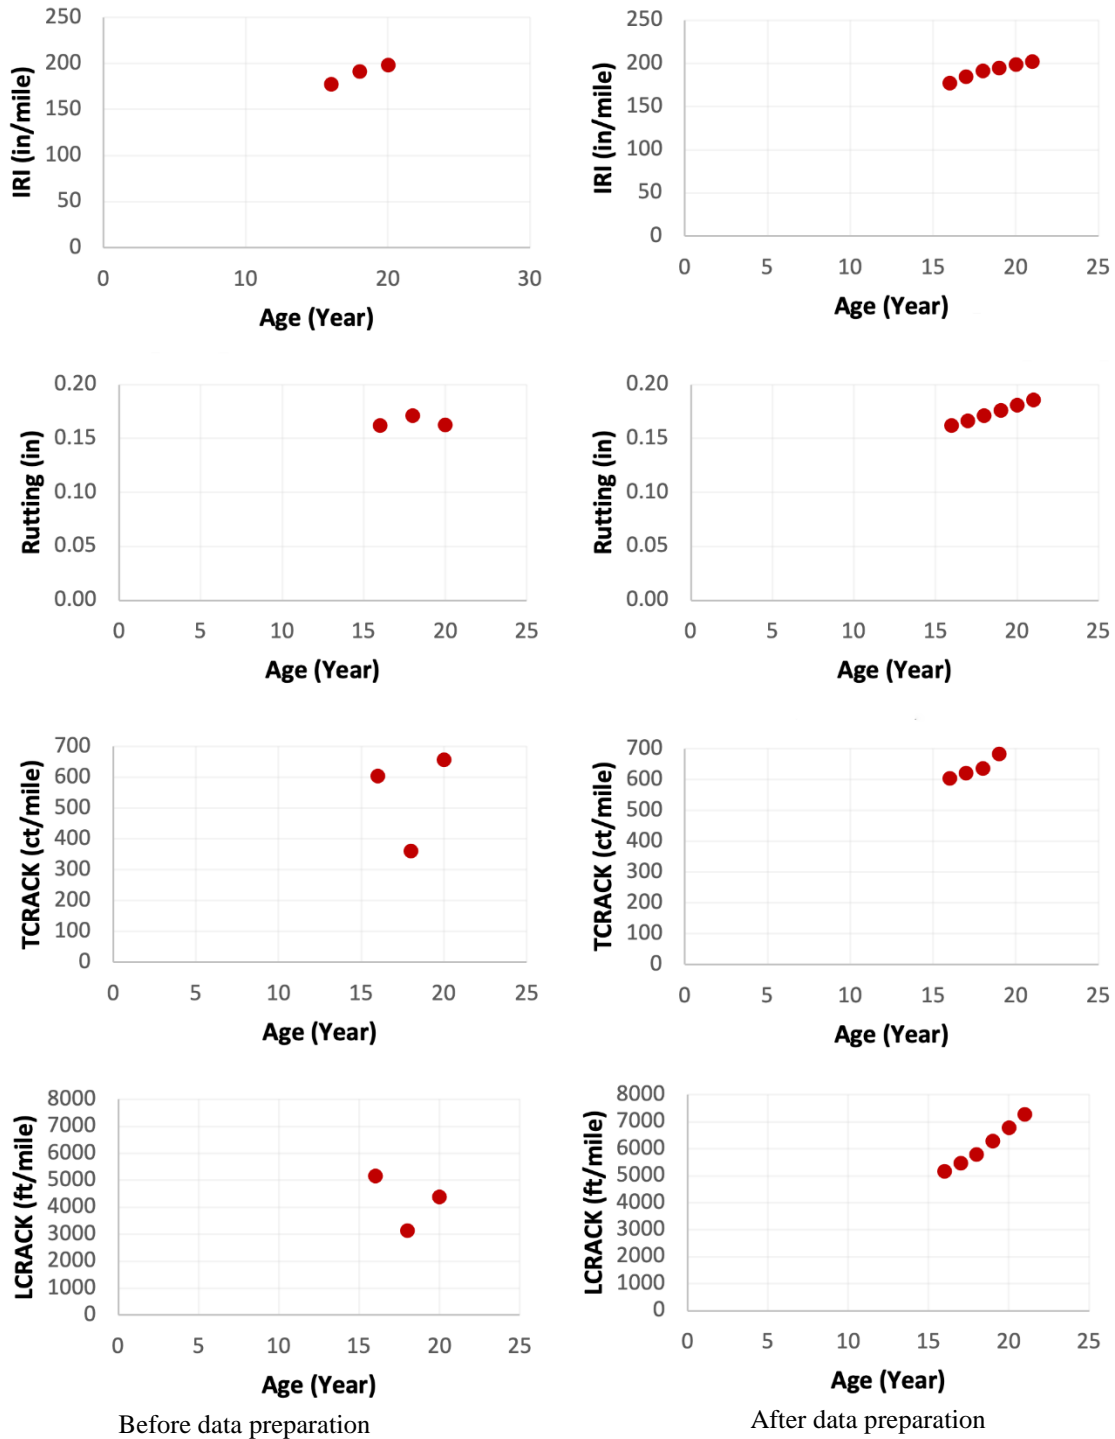 250
200
150
100
50
0
0 10 20 30
IRI (in/mile)
Age (Year)
250
200
150
100
50
0
0 5 10 15 20 25
IRI (in/mile)
Age (Year)
0.20
0.15
0.10
0.05
0.00
0 5 10 15 20 25
Rutting (in)
Age (Year)
0.20
0.15
0.10
0.05
0.00
0 5 10 15 20 25
Rutting (in)
Age (Year)
700
600
500
400
300
200
100
0
0 5 10 15 20 25
TCRACK (ct/mile)
Age (Year)
700
600
500
400
300
200
100
0
0 5 10 15 20 25
TCRACK (ct/mile)
Age (Year)
8000
7000
6000
5000
4000
3000
2000
1000
0
0 5 10 15 20 25
LCRACK (ft/mile)
Age (Year)
8000
7000
6000
5000
4000
3000
2000
1000
0
0 5 10 15 20 25
LCRACK (ft/mile)
Age (Year)
Before data preparation
After data preparation